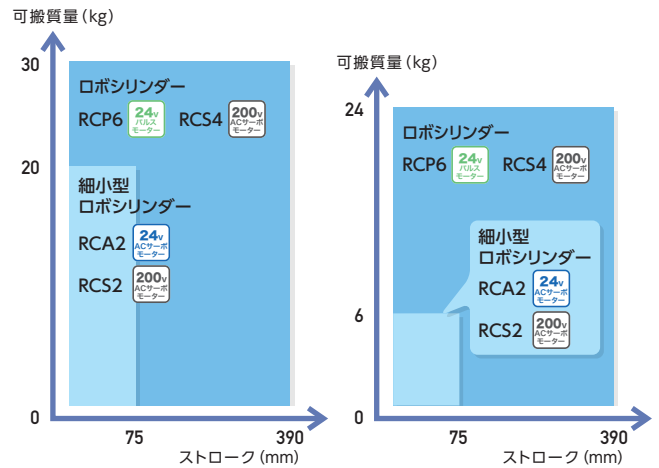 可搬質量(kg)
30
ロボシリンダー
RCP6 24v パルス モーター RCS4 200v ACサーボ モーター
20
細小型
ロボシリンダー
RCA2 24v ACサーボ モーター
RCS2 200v ACサーボ モーター
0
75 390
ストローク(mm)
可搬質量(kg)
24
ロボシリンダー
RCP6 24v パルス モーター RCS4 200v ACサーボ モーター
細小型
ロボシリンダー
RCA2 24v ACサーボ モーター
6
RCS2 200v ACサーボ モーター
0
75 390
ストローク(mm)